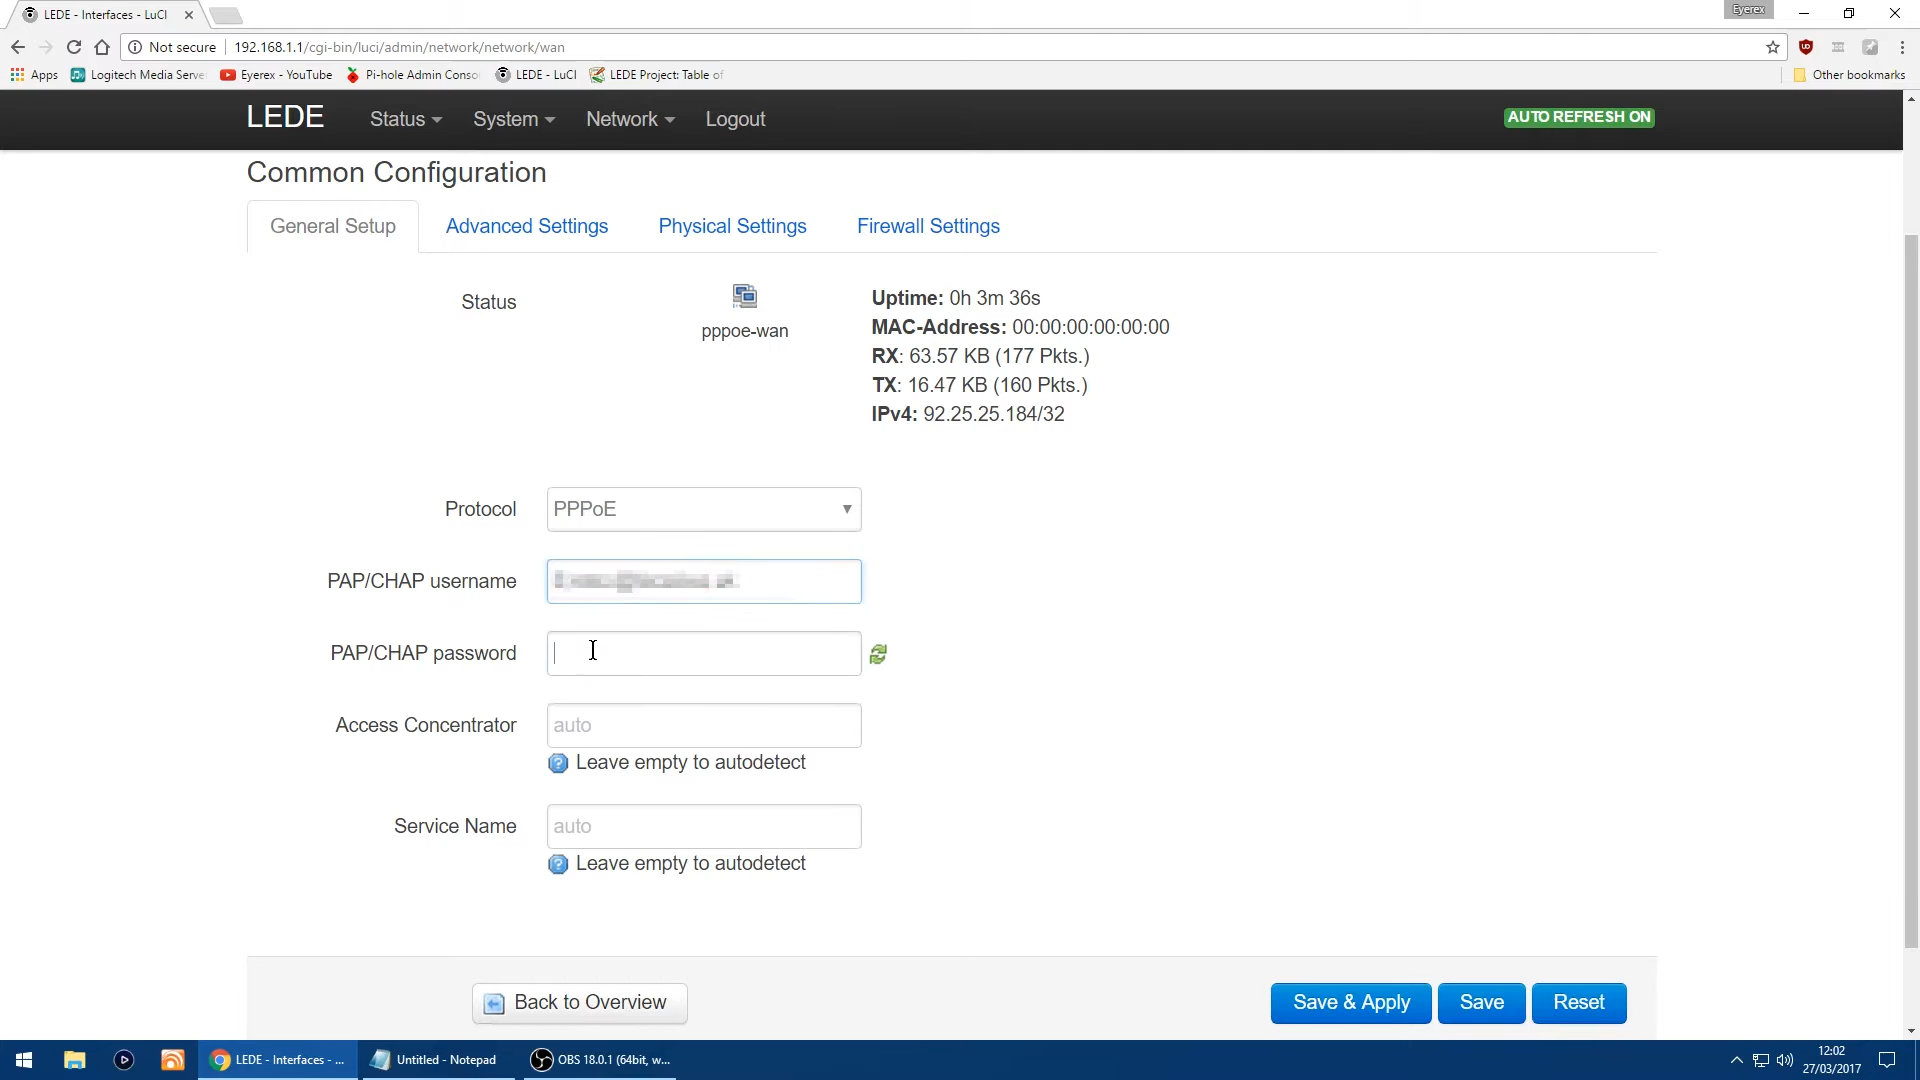 LEDE - Interfaces - LuCI
Eyerex
Not secure 192.168.1.1/cgi-bin/luci/admin/network/network/wan
Apps Logitech Media Serve Eyerex - YouTube Pi-hole Admin Conso LEDE - LuCI LEDE Project: Table of Other bookmarks
LEDE Status System Network Logout AUTO REFRESH ON
Common Configuration
General Setup Advanced Settings Physical Settings Firewall Settings
Status
pppoe-wan
Uptime: 0h 3m 36s
MAC-Address: 00:00:00:00:00:00
RX: 63.57 KB (177 Pkts.)
TX: 16.47 KB (160 Pkts.)
IPv4: 92.25.25.184/32
Protocol PPPoE
PAP/CHAP username
PAP/CHAP password
Access Concentrator auto
Leave empty to autodetect
Service Name auto
Leave empty to autodetect
Back to Overview Save & Apply Save Reset
LEDE - Interfaces - ... Untitled - Notepad OBS 18.0.1 (64bit, w...
12:02
27/03/2017